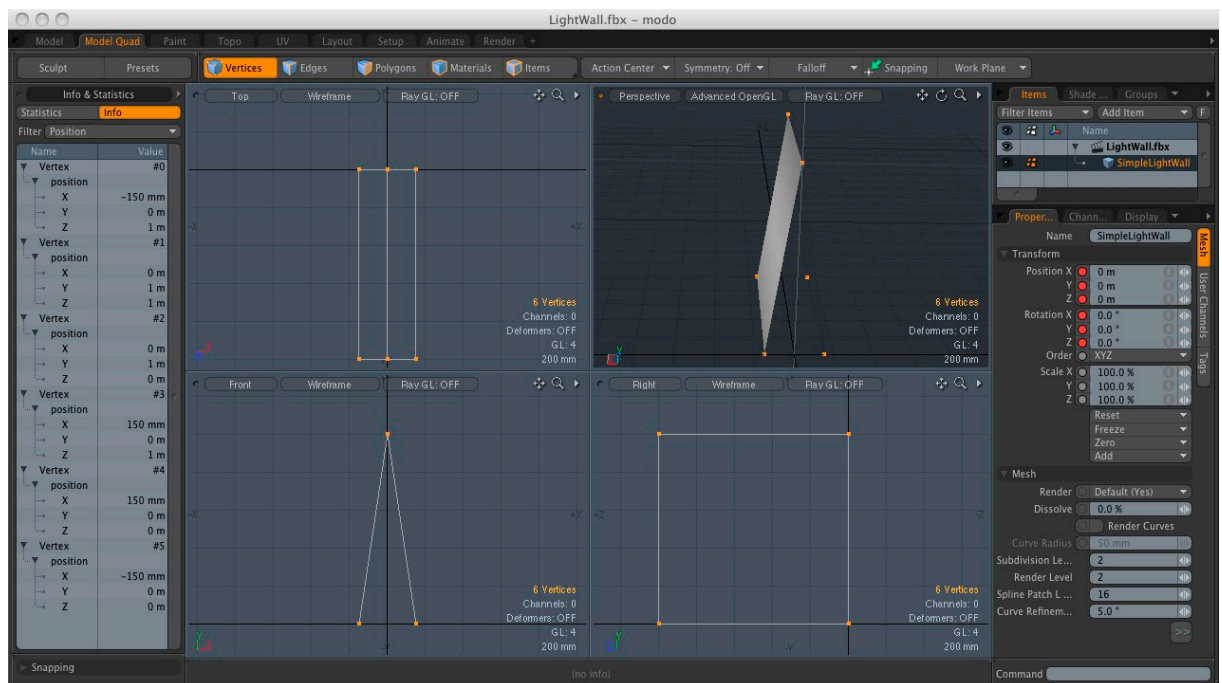 LightWall.fbx – modo
Model Model Quad Paint Topo UV Layout Setup Animate Render +
Sculpt Presets Vertices Edges Polygons Materials Items Action Center Symmetry: Off Falloff Snapping Work Plane
Info & Statistics
Statistics Info
Filter Position
Name Value
Vertex #0
position
X -150 mm
Y 0 m
Z 1 m
Vertex #1
position
X 0 m
Y 1 m
Z 1 m
Vertex #2
position
X 0 m
Y 1 m
Z 0 m
Vertex #3
position
X 150 mm
Y 0 m
Z 1 m
Vertex #4
position
X 150 mm
Y 0 m
Z 0 m
Vertex #5
position
X -150 mm
Y 0 m
Z 0 m
Snapping
Top Wireframe Ray GL: OFF
-X +X
6 Vertices
Channels: 0
Deformers: OFF
GL: 4
200 mm
Perspective Advanced OpenGL Ray GL: OFF
6 Vertices
Channels: 0
Deformers: OFF
GL: 4
200 mm
Front Wireframe Ray GL: OFF
-X +X
6 Vertices
Channels: 0
Deformers: OFF
GL: 4
200 mm
Right Wireframe Ray GL: OFF
+Z -Z
-Y
6 Vertices
Channels: 0
Deformers: OFF
GL: 4
200 mm
(no info)
Items Shade ... Groups
Filter Items Add Item F
Name
LightWall.fbx
SimpleLightWall
Proper... Chann... Display
Name SimpleLightWall
Transform
Position X 0 m
Y 0 m
Z 0 m
Rotation X 0.0 °
Y 0.0 °
Z 0.0 °
Order XYZ
Scale X 100.0 %
Y 100.0 %
Z 100.0 %
Reset
Freeze
Zero
Add
Mesh
Render Default (Yes)
Dissolve 0.0 %
Render Curves
Curve Radius 50 mm
Subdivision Le... 2
Render Level 2
Spline Patch L ... 16
Curve Refinem... 5.0 °
>>
Mesh
User Channels
Tags
Command